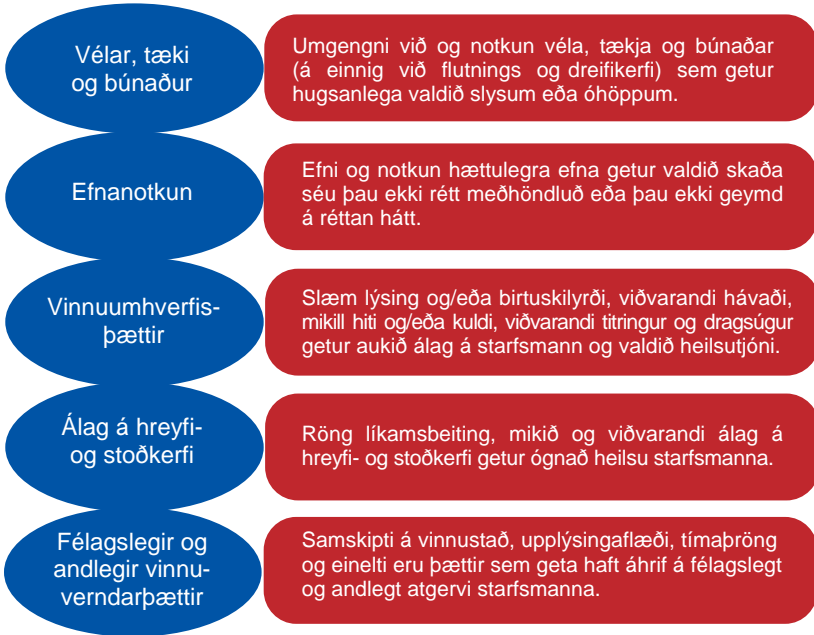 Vélar, tæki
og búnaður
Umgengni við og notkun véla, tækja og búnaðar
(á einnig við flutnings og dreifikerfi) sem getur
hugsanlega valdið slysum eða óhöppum.
Efnanotkun
Efni og notkun hættulegra efna getur valdið skaða
séu þau ekki rétt meðhöndluð eða þau ekki geymd
á réttan hátt.
Vinnuumhverfis-
þættir
Slæm lýsing og/eða birtuskilyrði, viðvarandi hávaði,
mikill hiti og/eða kuldi, viðvarandi titringur og dragsúgur
getur aukið álag á starfsmann og valdið heilsutjóni.
Álag á hreyfi-
og stoðkerfi
Röng líkamsbeiting, mikið og viðvarandi álag á
hreyfi- og stoðkerfi getur ógnað heilsu starfsmanna.
Félagslegir og
andlegir vinnu-
verndarþættir
Samskipti á vinnustað, upplýsingaflæði, tímaþröng
og einelti eru þættir sem geta haft áhrif á félagslegt
og andlegt atgervi starfsmanna.